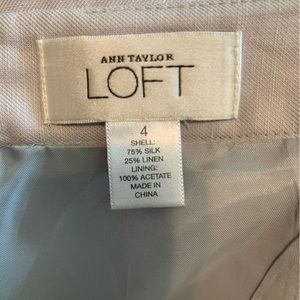 ANN TAYLOR
LOFT
4
SHELL:
75% SILK
25% LINEN
LINING:
100% ACETATE
MADE IN
CHINA